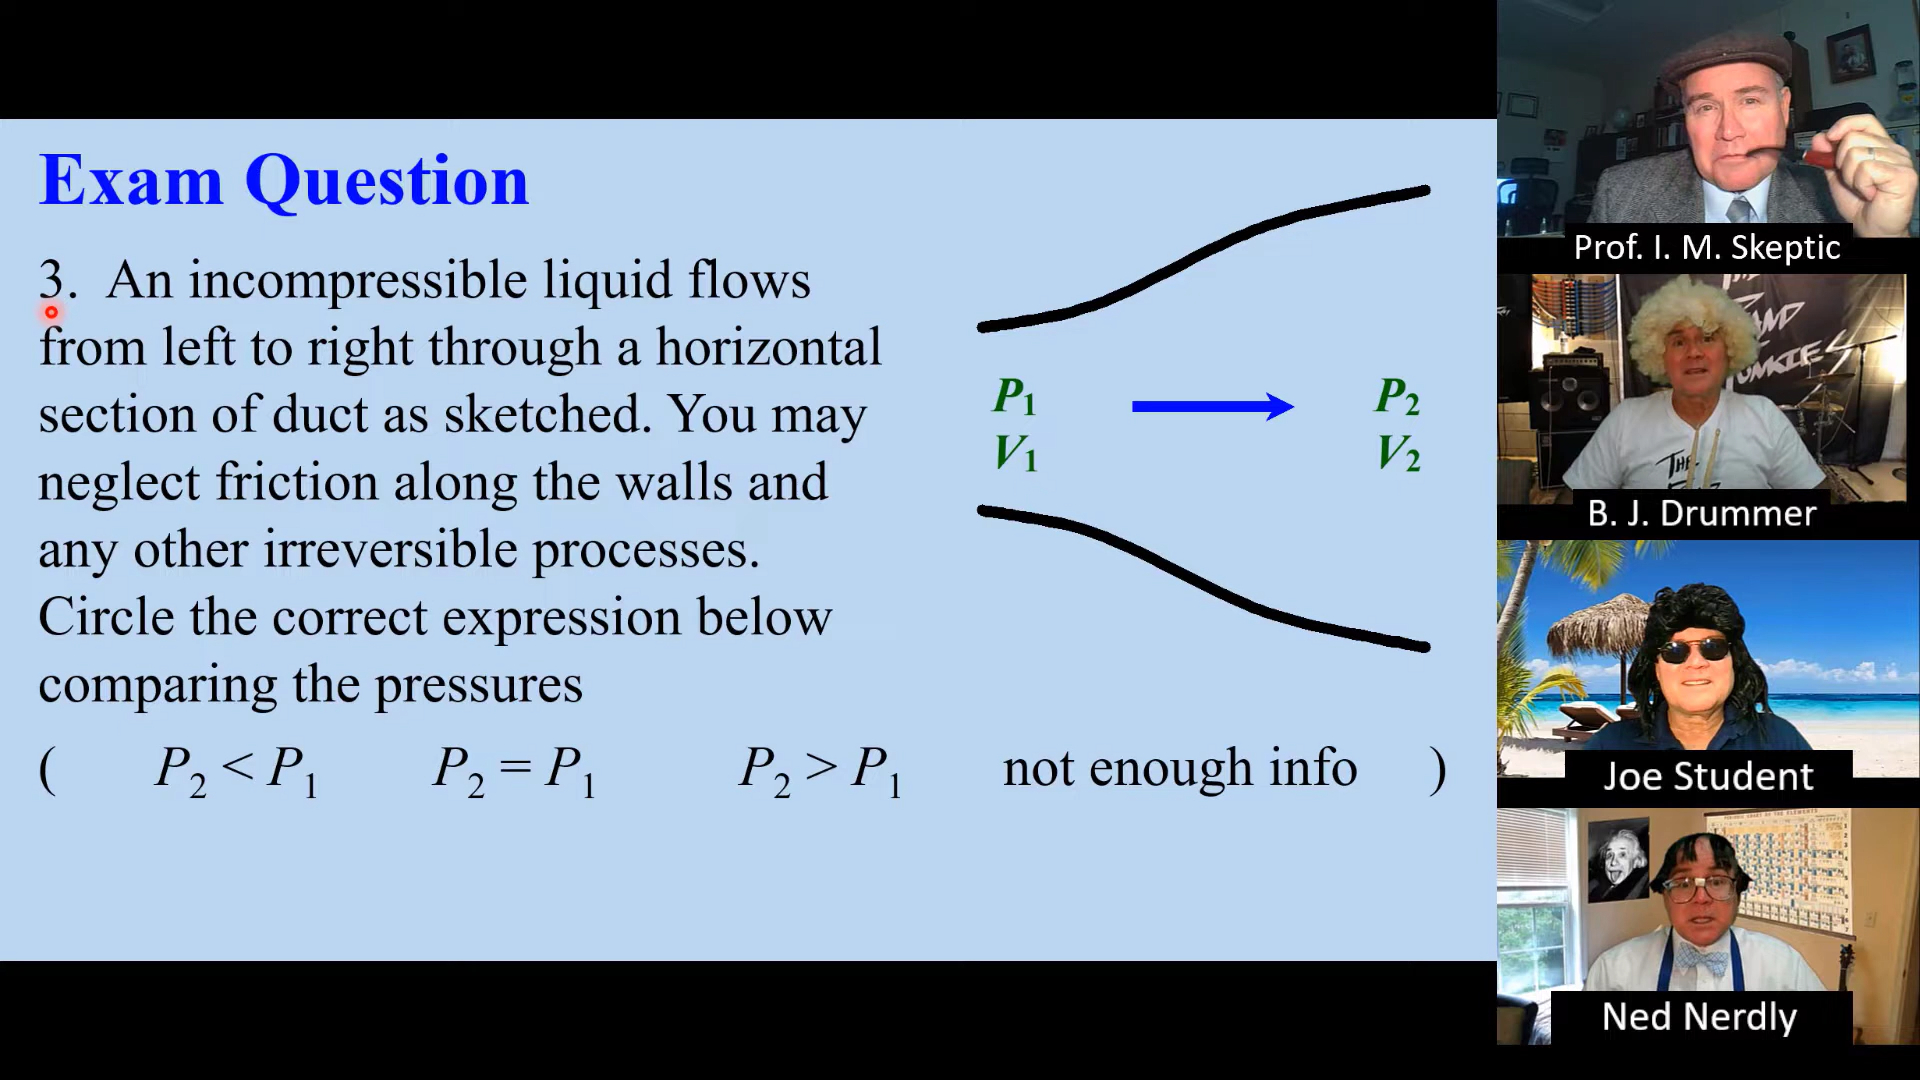 Exam Question
3. An incompressible liquid flows
from left to right through a horizontal
section of duct as sketched. You may
neglect friction along the walls and
any other irreversible processes.
Circle the correct expression below
comparing the pressures
( P₂ < P₁ P₂ = P₁ P₂ > P₁ not enough info )
P₁
V₁
P₂
V₂
Prof. I. M. Skeptic
B. J. Drummer
Joe Student
Ned Nerdly